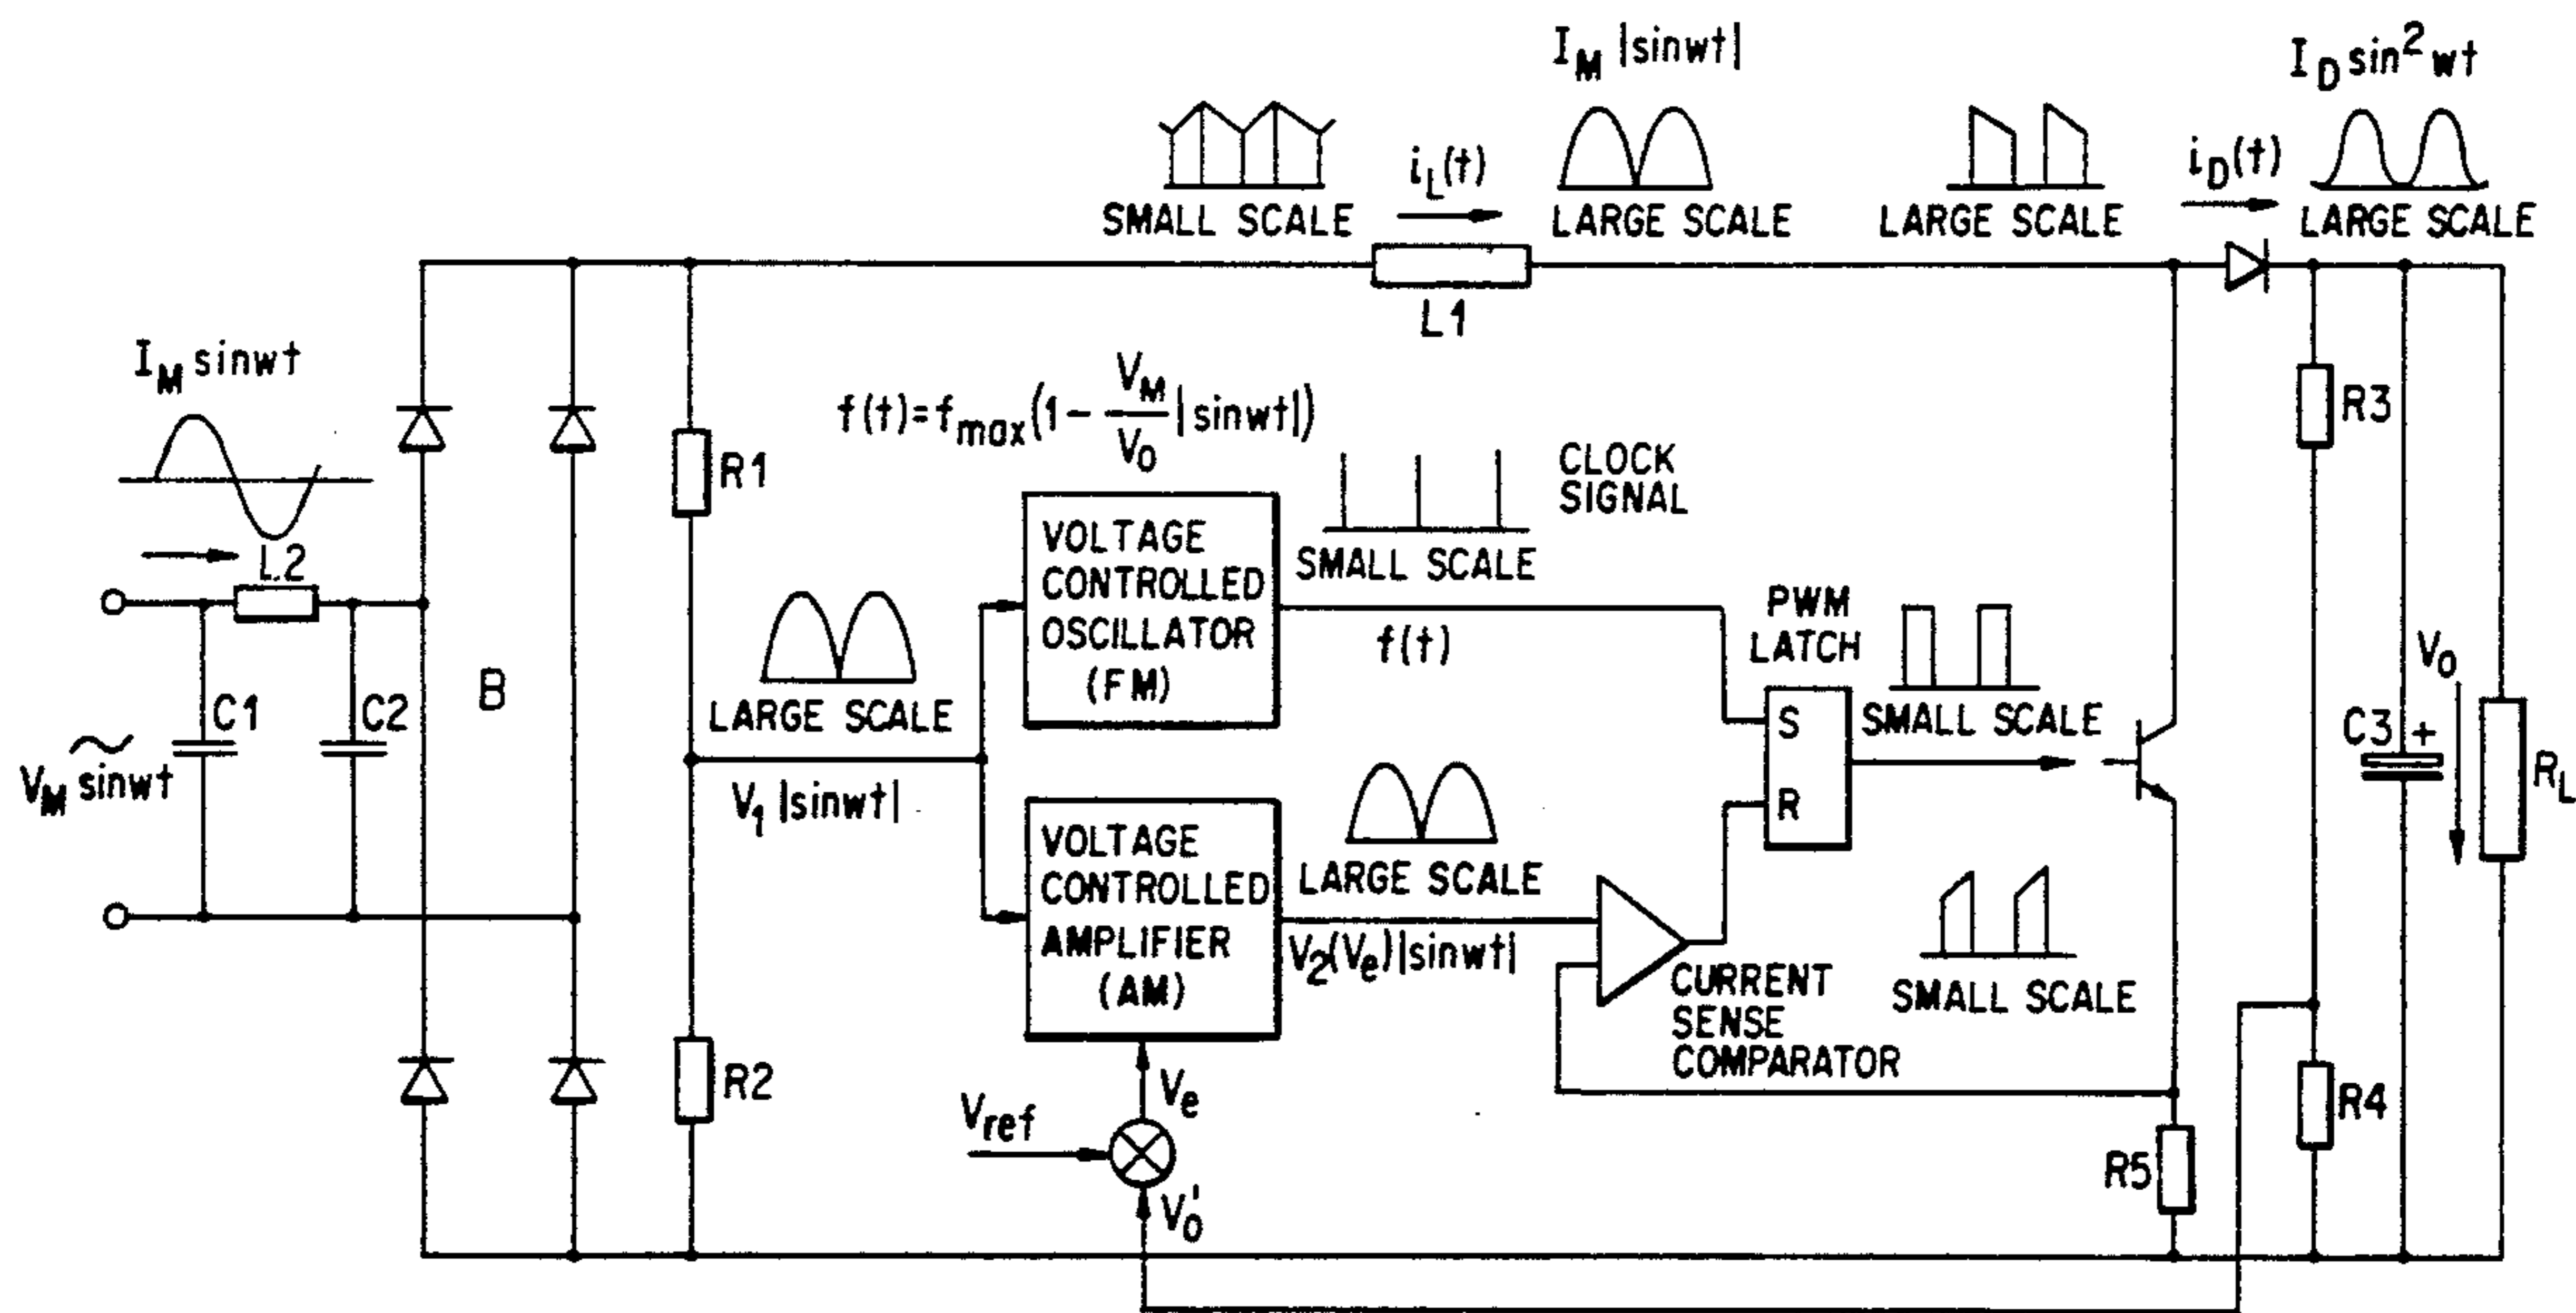 I_M |sinwt|
I_D sin² wt
i_L(t)
i_D(t)
SMALL SCALE
LARGE SCALE
LARGE SCALE
LARGE SCALE
L1
I_M sinwt
f(t)=f_max(1-V_M/V_0|sinwt|)
R3
R1
CLOCK
SIGNAL
L2
VOLTAGE
CONTROLLED
OSCILLATOR
(FM)
SMALL SCALE
f(t)
PWM
LATCH
B
C1
C2
LARGE SCALE
S
R
SMALL SCALE
V_0
C3 +
R_L
V_M sinwt
V_1 |sinwt|
VOLTAGE
CONTROLLED
AMPLIFIER
(AM)
LARGE SCALE
V_2(V_e)|sinwt|
CURRENT
SENSE
COMPARATOR
SMALL SCALE
R2
V_e
V_ref
V_0'
R4
R5